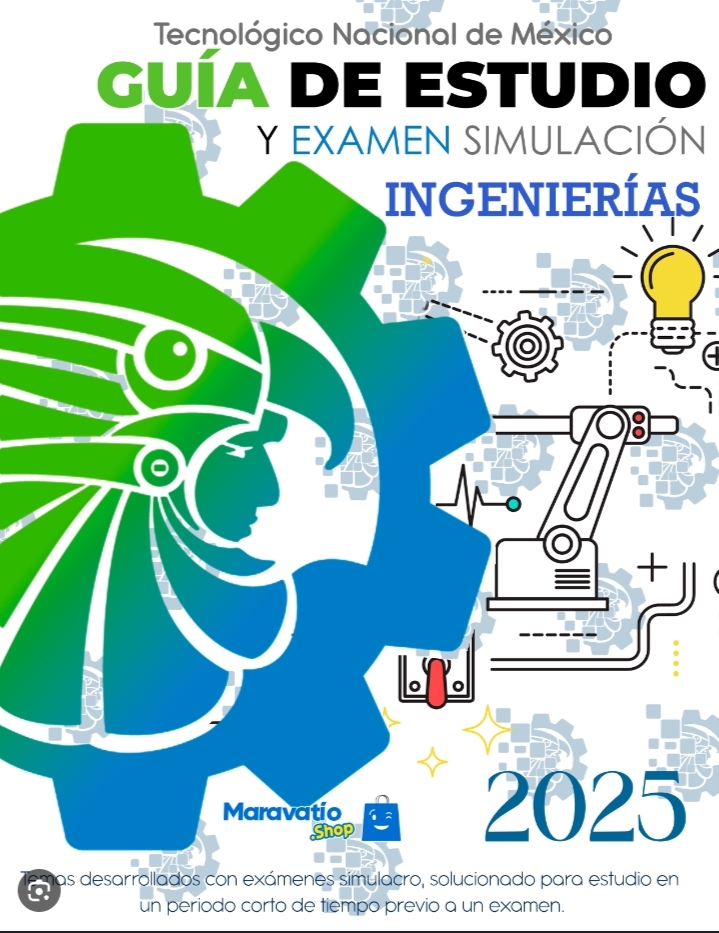 Tecnológico Nacional de México
GUÍA DE ESTUDIO
Y EXAMEN SIMULACIÓN
INGENIERÍAS
Maravatío
.Shop
2025
Temas desarrollados con exámenes simulacro, solucionado para estudio en
un periodo corto de tiempo previo a un examen.